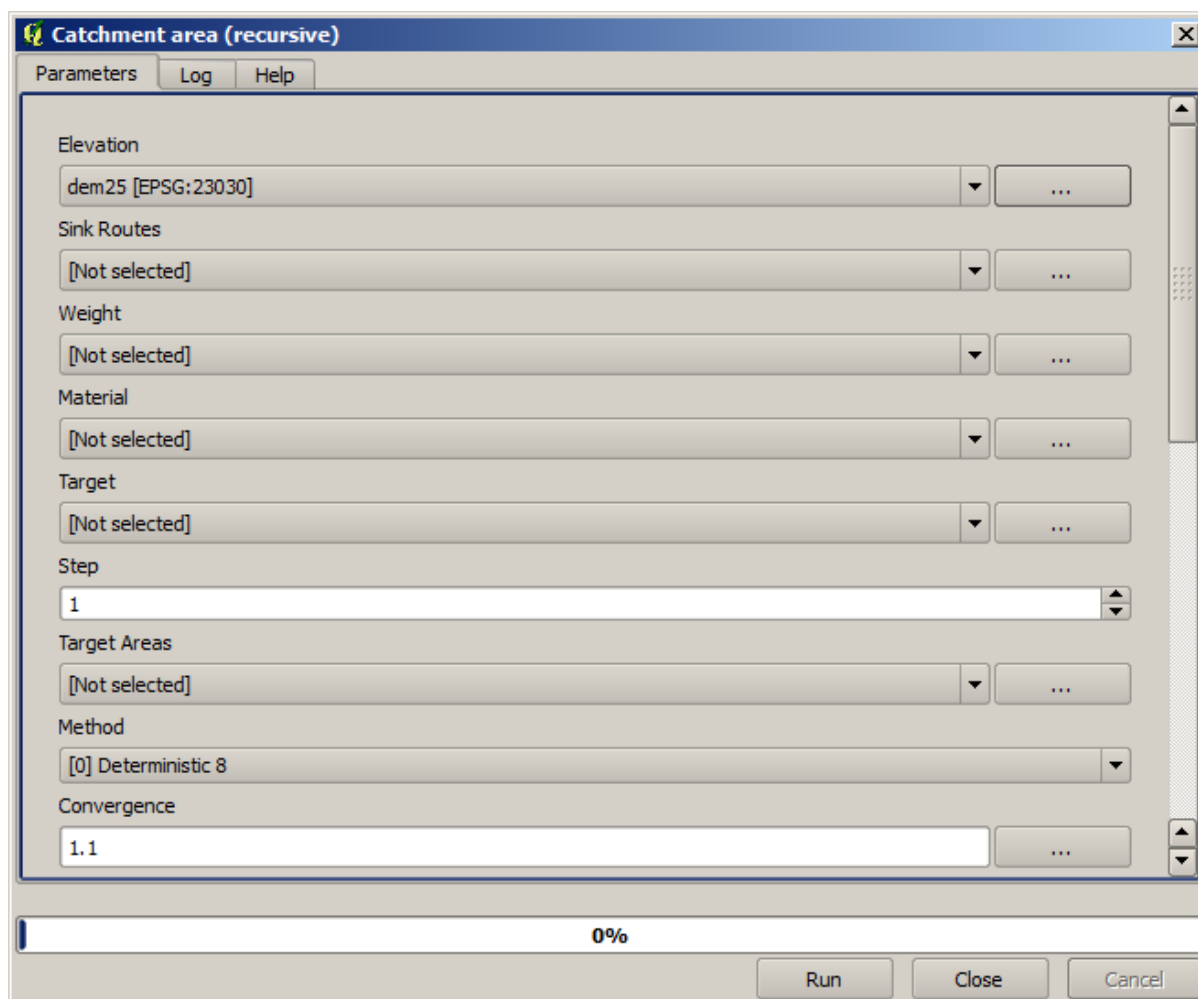 Catchment area (recursive)
Parameters Log Help
Elevation
dem25 [EPSG:23030] ...
Sink Routes
[Not selected] ...
Weight
[Not selected] ...
Material
[Not selected] ...
Target
[Not selected] ...
Step
1
Target Areas
[Not selected] ...
Method
[0] Deterministic 8
Convergence
1.1 ...
0%
Run Close Cancel